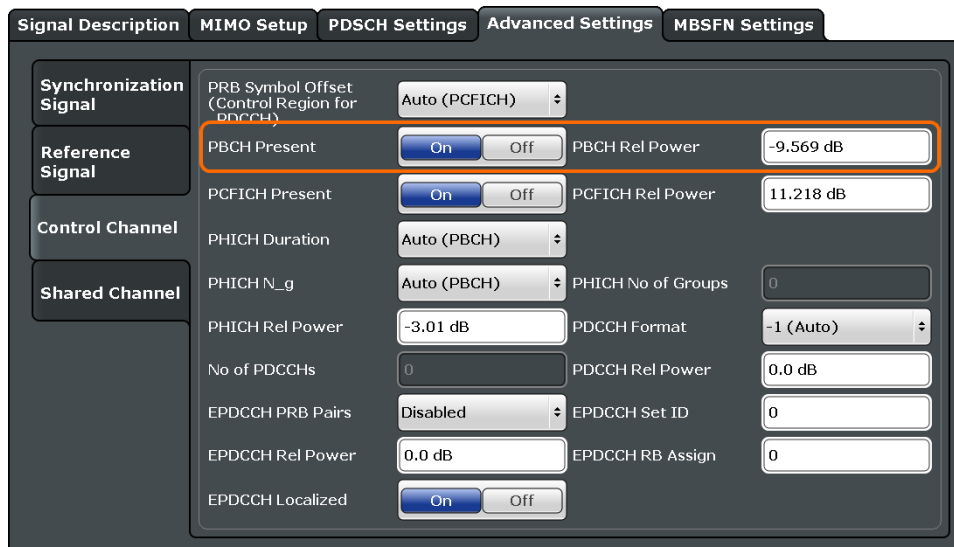 Signal Description MIMO Setup PDSCH Settings Advanced Settings MBSFN Settings
Synchronization
Signal
Reference
Signal
Control Channel
Shared Channel
PRB Symbol Offset
(Control Region for
PDCCH)
Auto (PCFICH)
PBCH Present On Off PBCH Rel Power -9.569 dB
PCFICH Present On Off PCFICH Rel Power 11.218 dB
PHICH Duration Auto (PBCH)
PHICH N_g Auto (PBCH) PHICH No of Groups 0
PHICH Rel Power -3.01 dB PDCCH Format -1 (Auto)
No of PDCCHs 0 PDCCH Rel Power 0.0 dB
EPDCCH PRB Pairs Disabled EPDCCH Set ID 0
EPDCCH Rel Power 0.0 dB EPDCCH RB Assign 0
EPDCCH Localized On Off